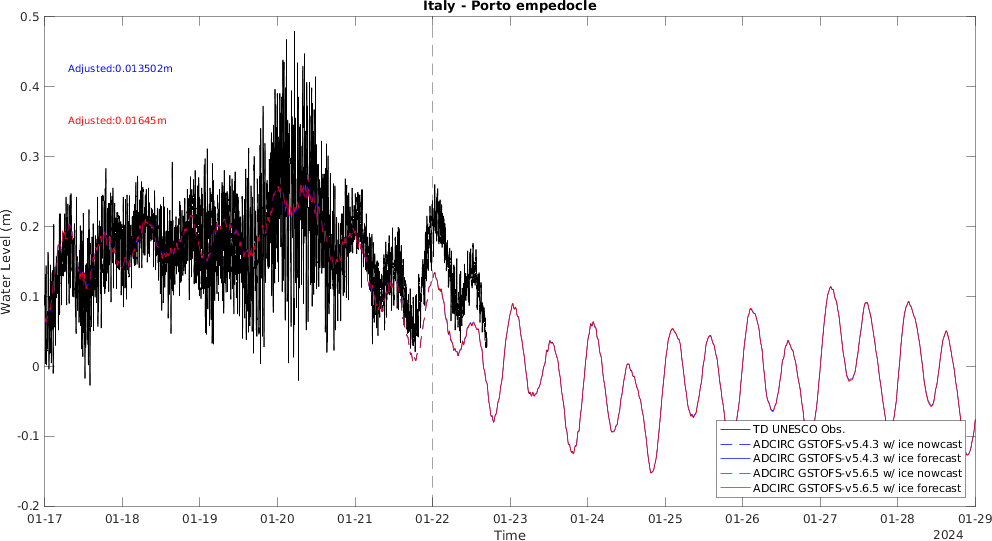 Italy - Porto empedocle
Adjusted:0.013502m
Adjusted:0.01645m
Water Level (m)
0.5
0.4
0.3
0.2
0.1
0
-0.1
-0.2
TD UNESCO Obs.
ADCIRC GSTOFS-v5.4.3 w/ ice nowcast
ADCIRC GSTOFS-v5.4.3 w/ ice forecast
ADCIRC GSTOFS-v5.6.5 w/ ice nowcast
ADCIRC GSTOFS-v5.6.5 w/ ice forecast
01-17 01-18 01-19 01-20 01-21 01-22 01-23 01-24 01-25 01-26 01-27 01-28 01-29
Time
2024